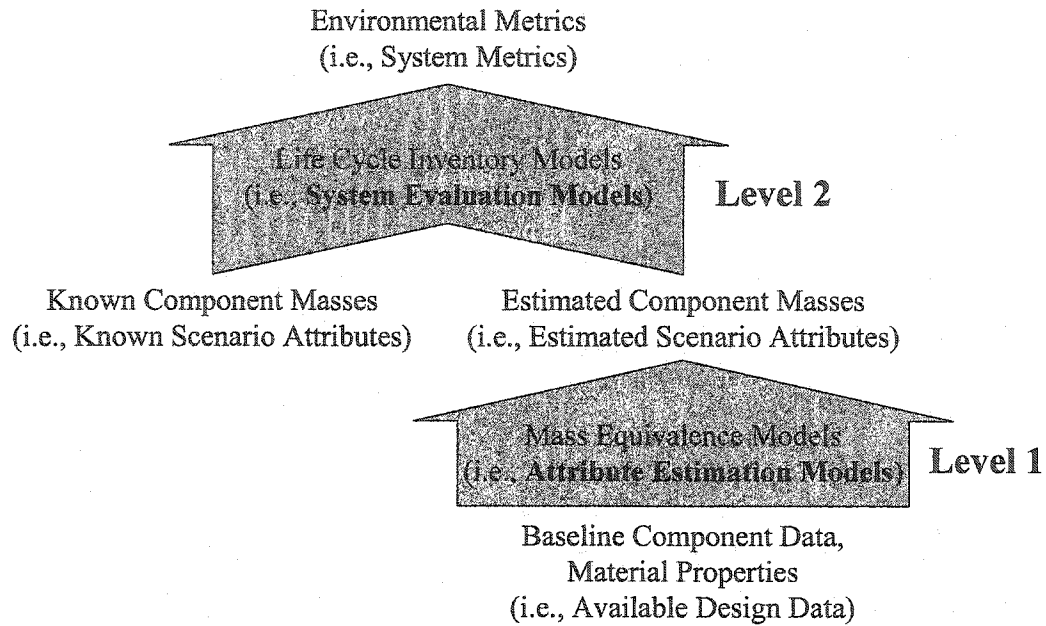 Environmental Metrics
(i.e., System Metrics)
Life Cycle Inventory Models
(i.e., System Evaluation Models)
Level 2
Known Component Masses
(i.e., Known Scenario Attributes)
Estimated Component Masses
(i.e., Estimated Scenario Attributes)
Mass Equivalence Models
(i.e., Attribute Estimation Models)
Level 1
Baseline Component Data,
Material Properties
(i.e., Available Design Data)